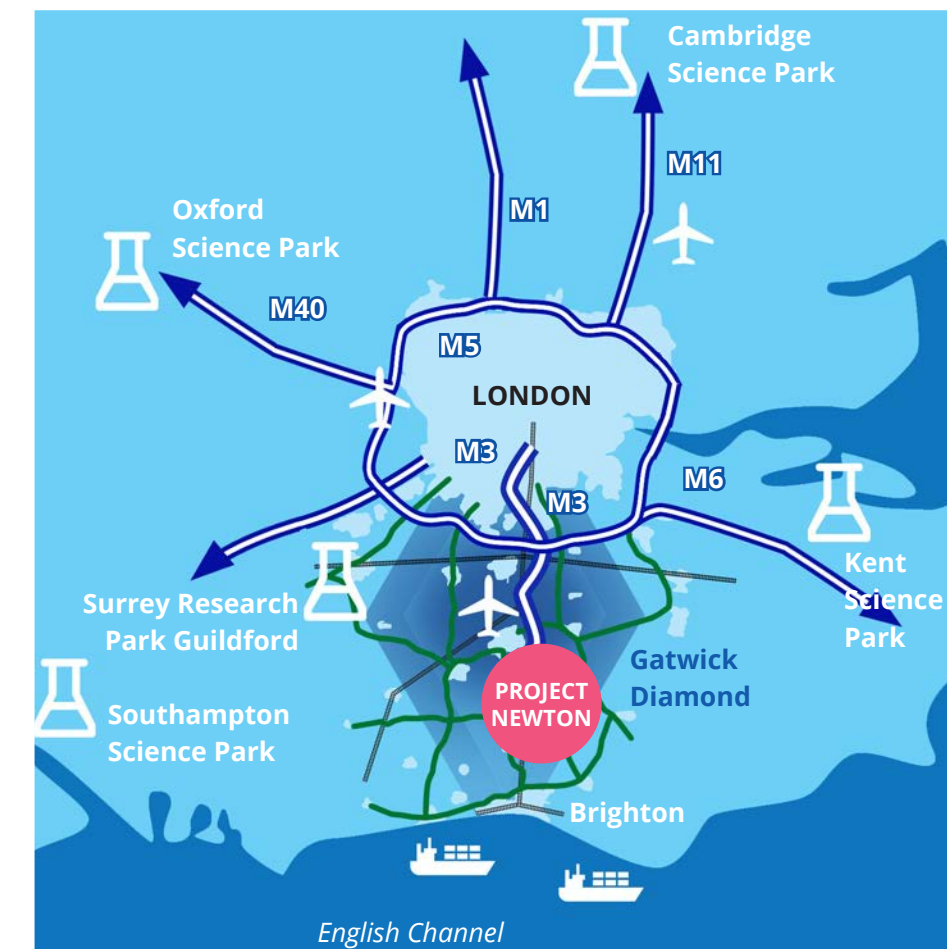 Cambridge
Science Park
M11
Oxford
Science Park
M1
M40
M5
LONDON
M3
M6
M3
Kent
Science
Park
Surrey Research
Park Guildford
Gatwick
Diamond
PROJECT
NEWTON
Southampton
Science Park
Brighton
English Channel